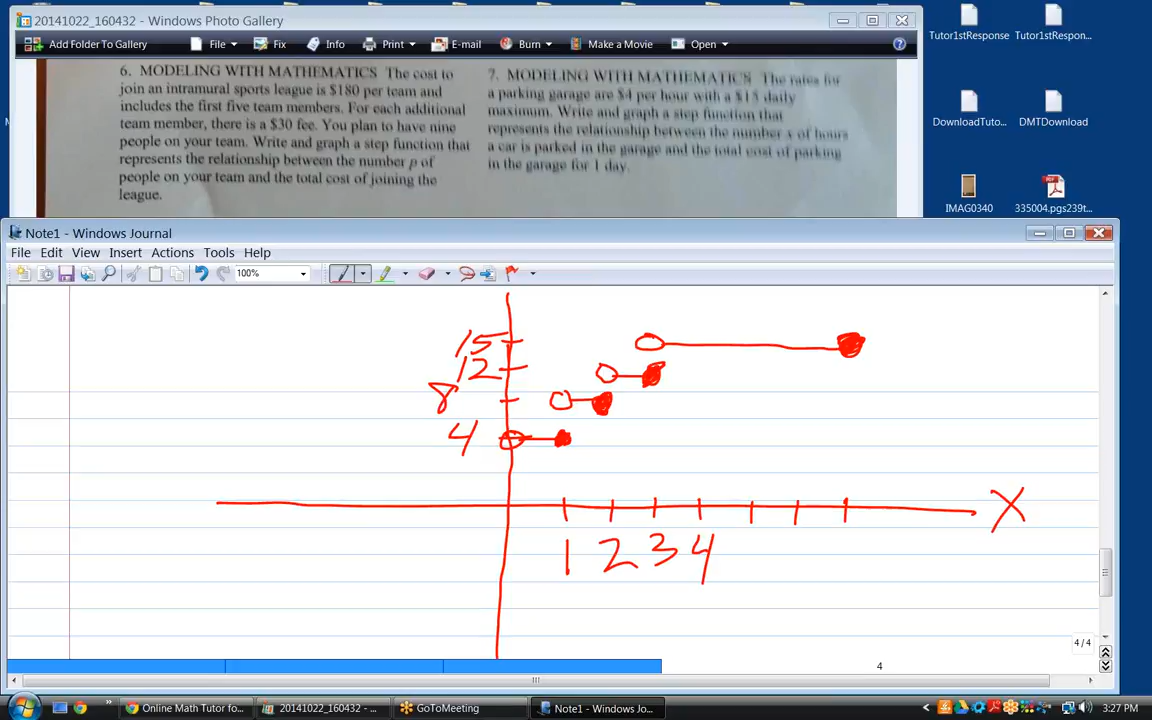 20141022_160432 - Windows Photo Gallery
Add Folder To Gallery File Fix Info Print E-mail Burn Make a Movie Open
6. MODELING WITH MATHEMATICS The cost to
join an intramural sports league is $180 per team and
includes the first five team members. For each additional
team member, there is a $30 fee. You plan to have nine
people on your team. Write and graph a step function that
represents the relationship between the number p of
people on your team and the total cost of joining the
league.
7. MODELING WITH MATHEMATICS The rates for
a parking garage are $4 per hour with a $15 daily
maximum. Write and graph a step function that
represents the relationship between the number x of hours
a car is parked in the garage and the total cost of parking
in the garage for 1 day.
Tutor1stResponse
Tutor1stRespon...
DownloadTuto...
DMTDownload
IMAG0340
335004.pgs239t...
Note1 - Windows Journal
File Edit View Insert Actions Tools Help
100%
15
12
8
4
X
1 2 3 4
4 / 4
4
Online Math Tutor fo...
20141022_160432 - ...
GoToMeeting
Note1 - Windows Jo...
3:27 PM